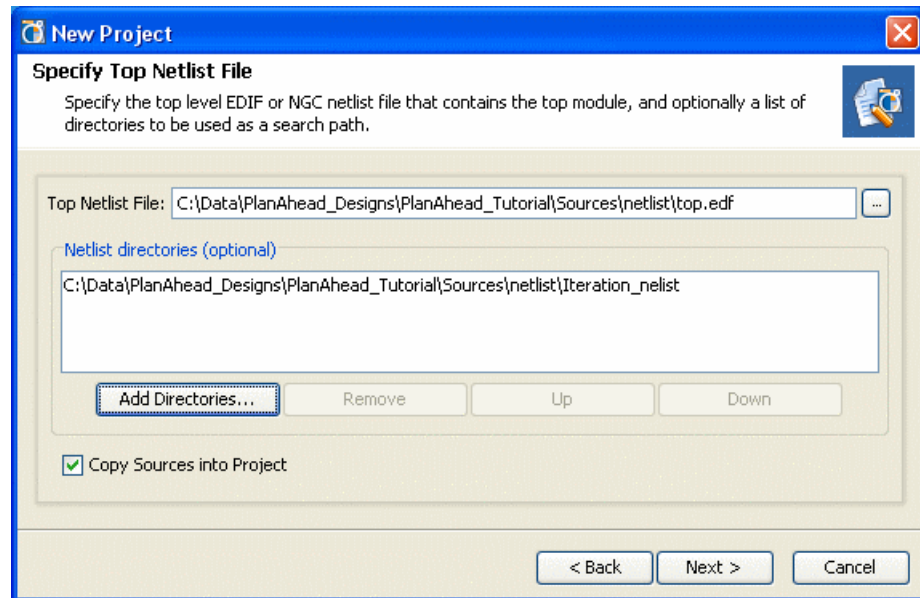 New Project
Specify Top Netlist File
Specify the top level EDIF or NGC netlist file that contains the top module, and optionally a list of
directories to be used as a search path.
Top Netlist File: C:\Data\PlanAhead_Designs\PlanAhead_Tutorial\Sources\netlist\top.edf ...
Netlist directories (optional)
C:\Data\PlanAhead_Designs\PlanAhead_Tutorial\Sources\netlist\Iteration_nelist
Add Directories... Remove Up Down
Copy Sources into Project
< Back Next > Cancel